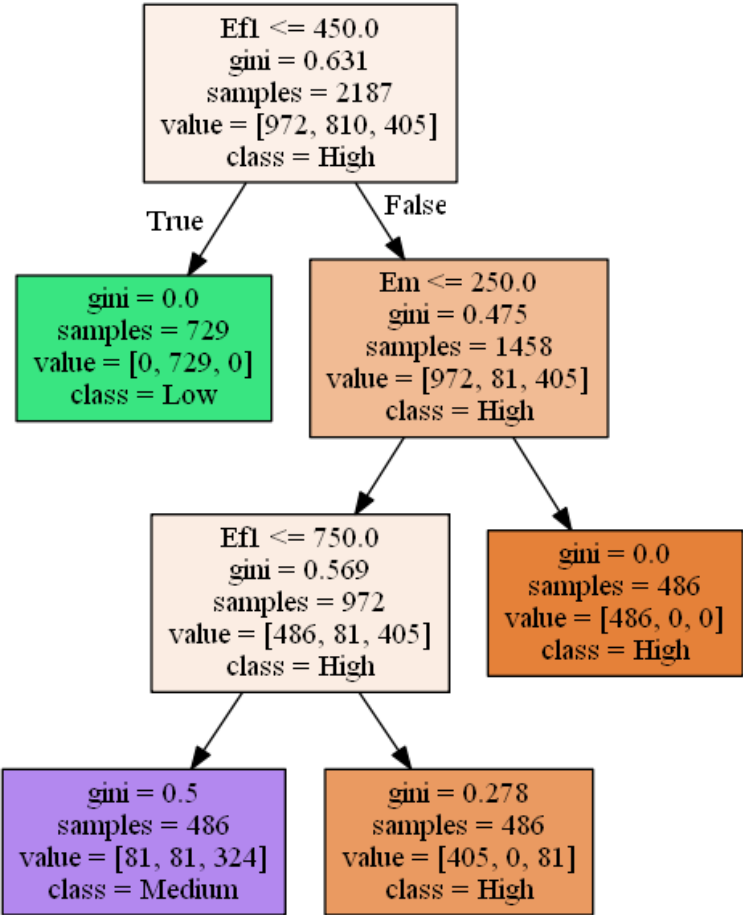 Ef1 <= 450.0
gini = 0.631
samples = 2187
value = [972, 810, 405]
class = High
True
False
gini = 0.0
samples = 729
value = [0, 729, 0]
class = Low
Em <= 250.0
gini = 0.475
samples = 1458
value = [972, 81, 405]
class = High
Ef1 <= 750.0
gini = 0.569
samples = 972
value = [486, 81, 405]
class = High
gini = 0.0
samples = 486
value = [486, 0, 0]
class = High
gini = 0.5
samples = 486
value = [81, 81, 324]
class = Medium
gini = 0.278
samples = 486
value = [405, 0, 81]
class = High